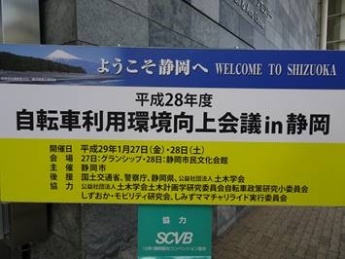 ようこそ静岡へ WELCOME TO SHIZUOKA
平成28年度
自転車利用環境向上会議in静岡
開催日 平成29年1月27日(金)・28日(土)
会 場 27日:グランシップ・28日:静岡市民文化会館
主 催 静岡市
後 援 国土交通省、警察庁、静岡県、公益社団法人土木学会
協 力 公益社団法人土木学会土木計画学研究委員会自転車政策研究小委員会
しずおか・モビリティ研究会、しみずママチャリライド実行委員会
協 力
SCVB